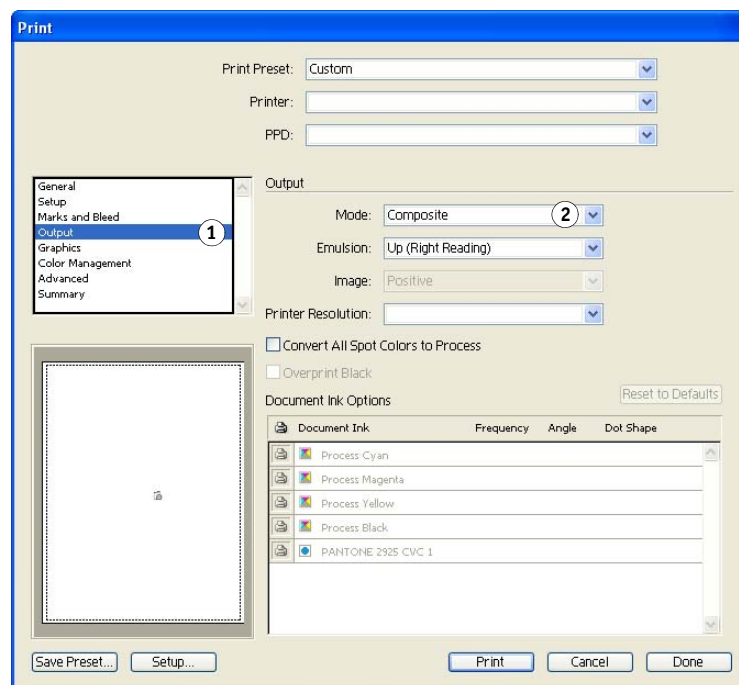 Print
Print Preset: Custom
Printer:
PPD:
General
Setup
Marks and Bleed
Output 1
Graphics
Color Management
Advanced
Summary
Output
Mode: Composite 2
Emulsion: Up (Right Reading)
Image: Positive
Printer Resolution:
Convert All Spot Colors to Process
Overprint Black
Document Ink Options Reset to Defaults
Document Ink Frequency Angle Dot Shape
Process Cyan
Process Magenta
Process Yellow
Process Black
PANTONE 2925 CVC 1
Save Preset... Setup... Print Cancel Done